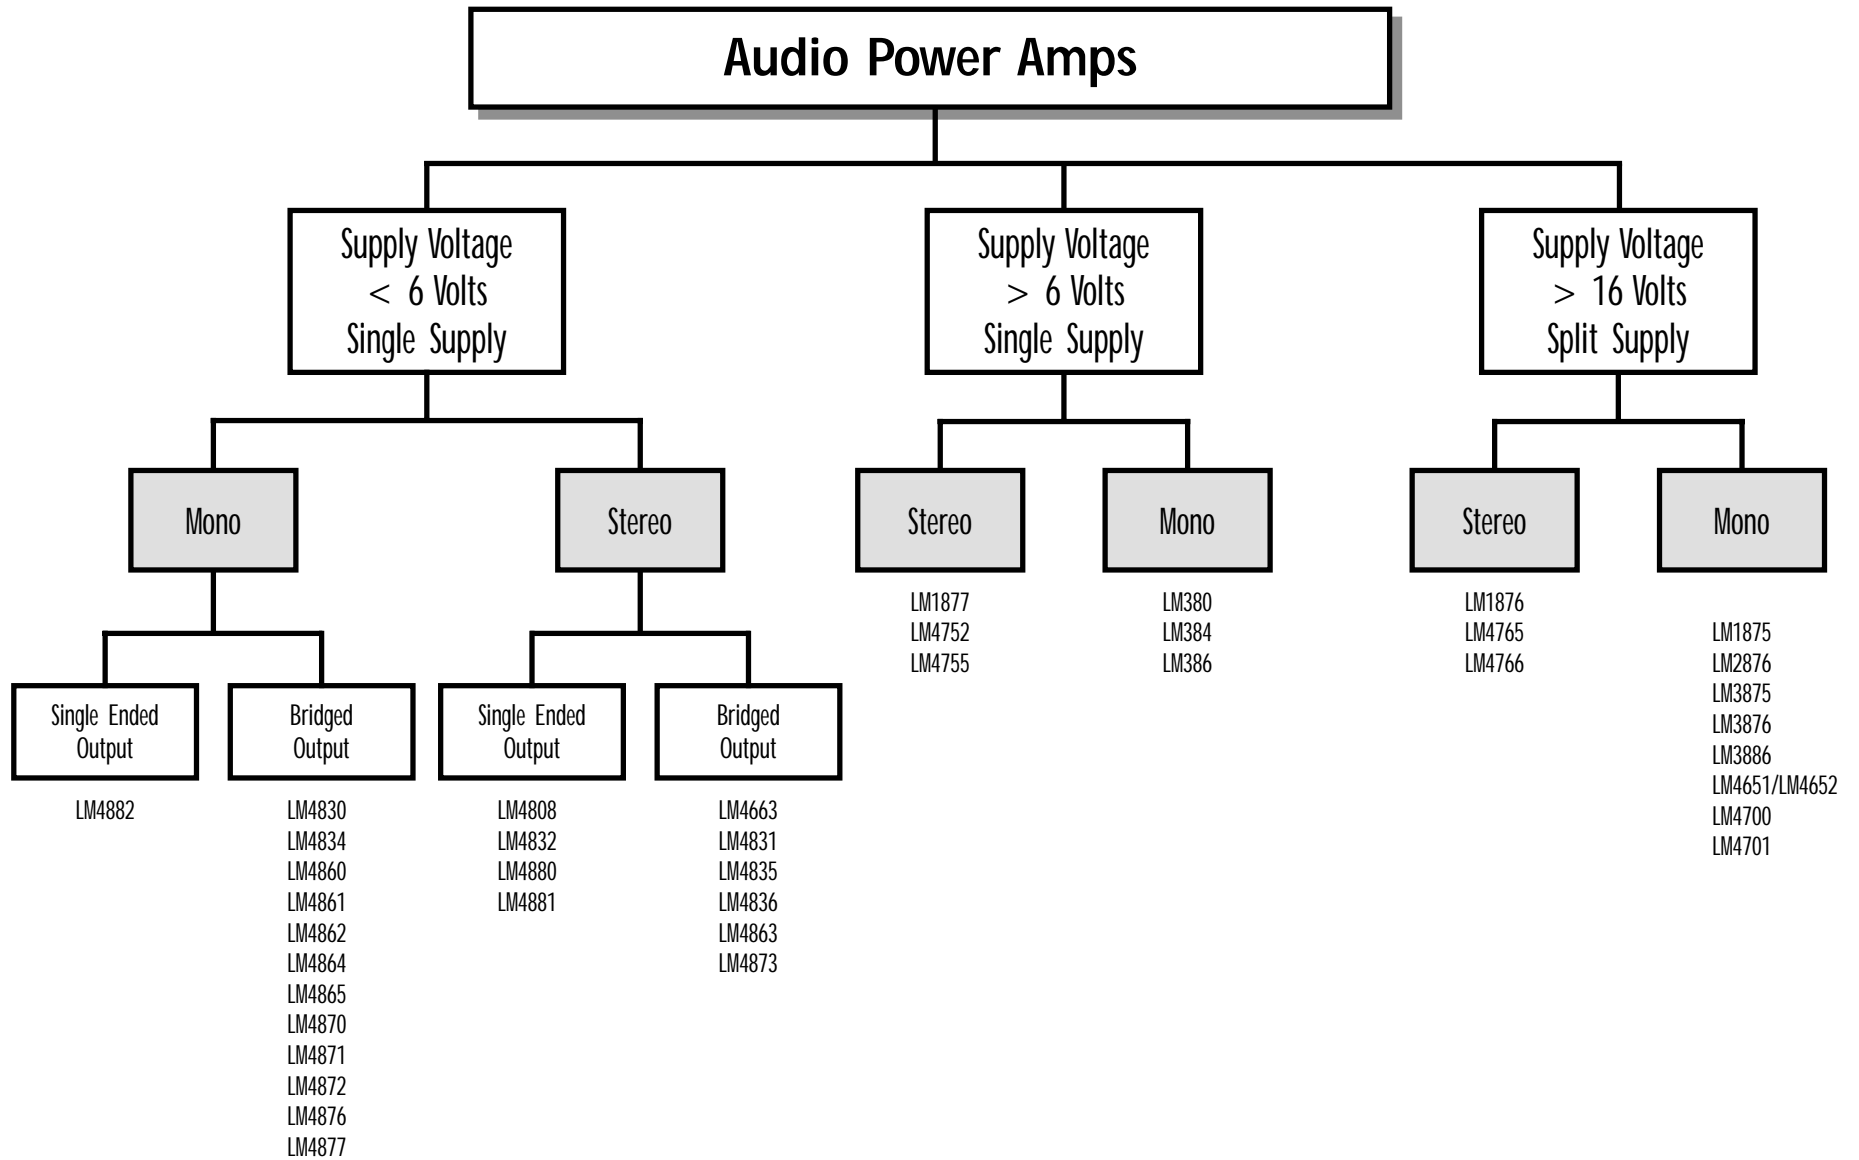 Audio Power Amps
Supply Voltage
< 6 Volts
Single Supply
Supply Voltage
> 6 Volts
Single Supply
Supply Voltage
> 16 Volts
Split Supply
Mono
Stereo
Stereo
Mono
Stereo
Mono
LM1877
LM4752
LM4755
LM380
LM384
LM386
LM1876
LM4765
LM4766
LM1875
LM2876
LM3875
LM3876
LM3886
LM4651/LM4652
LM4700
LM4701
Single Ended
Output
Bridged
Output
Single Ended
Output
Bridged
Output
LM4882
LM4830
LM4834
LM4860
LM4861
LM4862
LM4864
LM4865
LM4870
LM4871
LM4872
LM4876
LM4877
LM4808
LM4832
LM4880
LM4881
LM4663
LM4831
LM4835
LM4836
LM4863
LM4873